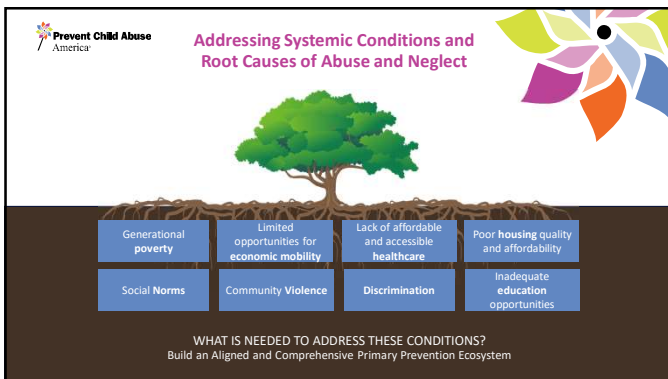 Prevent Child Abuse
America
Addressing Systemic Conditions and
Root Causes of Abuse and Neglect
Generational
poverty
Limited
opportunities for
economic mobility
Lack of affordable
and accessible
healthcare
Poor housing quality
and affordability
Social Norms
Community Violence
Discrimination
Inadequate
education
opportunities
WHAT IS NEEDED TO ADDRESS THESE CONDITIONS?
Build an Aligned and Comprehensive Primary Prevention Ecosystem